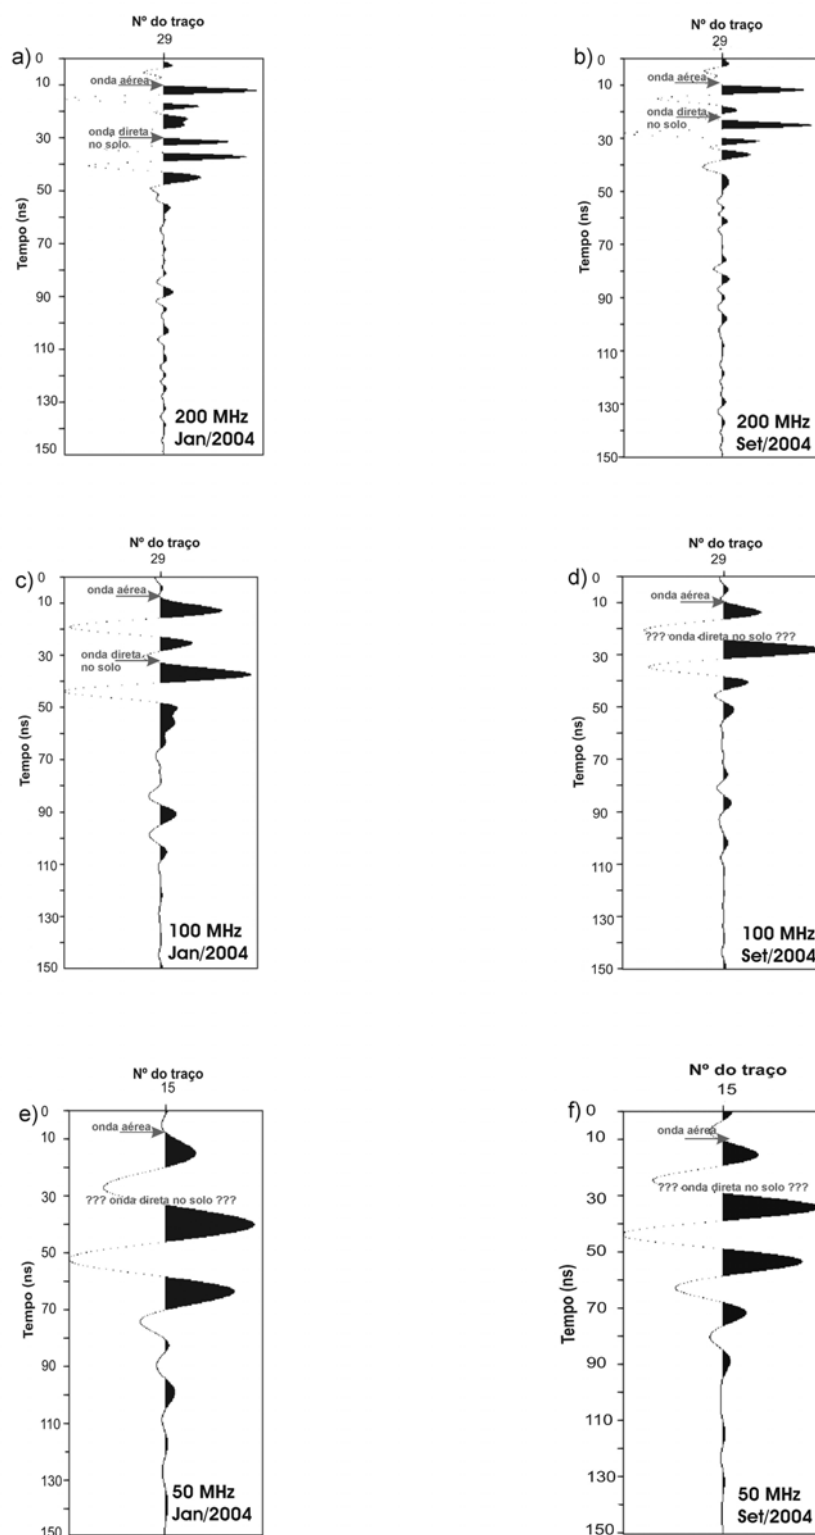 Nº do traço
29
a)
0
onda aérea
10
onda direta
no solo
30
50
70
90
110
130
150
Tempo (ns)
200 MHz
Jan/2004
Nº do traço
29
b)
0
onda aérea
10
onda direta
no solo
30
50
70
90
110
130
150
Tempo (ns)
200 MHz
Set/2004
Nº do traço
29
c)
0
onda aérea
10
onda direta
no solo
30
50
70
90
110
130
150
Tempo (ns)
100 MHz
Jan/2004
Nº do traço
29
d)
0
onda aérea
10
??? onda direta no solo ???
30
50
70
90
110
130
150
Tempo (ns)
100 MHz
Set/2004
Nº do traço
15
e)
0
onda aérea
10
??? onda direta no solo ???
30
50
70
90
110
130
150
Tempo (ns)
50 MHz
Jan/2004
Nº do traço
15
f)
0
onda aérea
10
??? onda direta no solo ???
30
50
70
90
110
130
150
Tempo (ns)
50 MHz
Set/2004